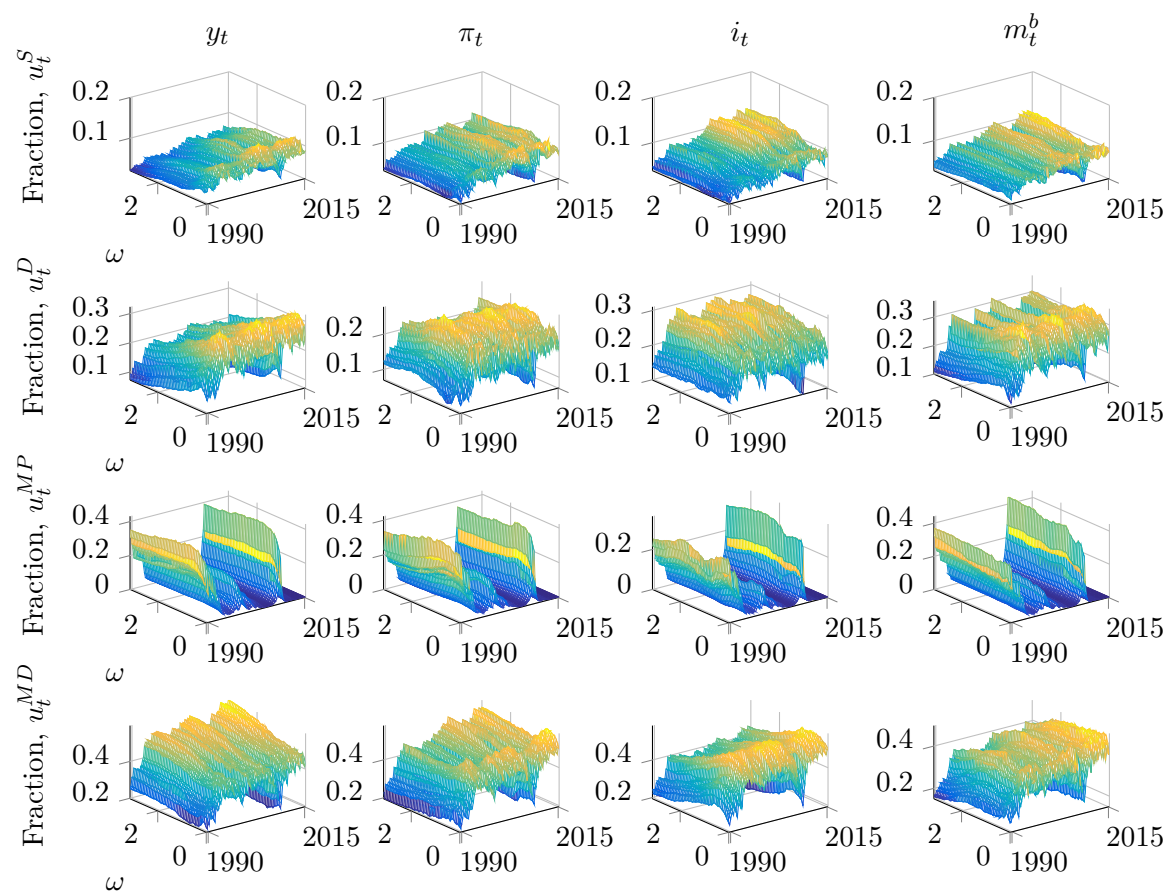 y_t π_t i_t m_t^b
Fraction, u_t^S
0.2 0.2 0.2 0.2
0.1 0.1 0.1 0.1
2 2 2 2
0 0 0 0
1990 2015 1990 2015 1990 2015 1990 2015
ω
Fraction, u_t^D
0.3 0.2 0.3 0.3
0.2 0.1 0.2 0.2
0.1 0.1 0.1
2 2 2 2
0 0 0 0
1990 2015 1990 2015 1990 2015 1990 2015
ω
Fraction, u_t^{MP}
0.4 0.4 0.2 0.4
0.2 0.2 0 0.2
0 0 0
2 2 2 2
0 0 0 0
1990 2015 1990 2015 1990 2015 1990 2015
ω
Fraction, u_t^{MD}
0.4 0.4 0.4 0.4
0.2 0.2 0.2 0.2
2 2 2 2
0 0 0 0
1990 2015 1990 2015 1990 2015 1990 2015
ω